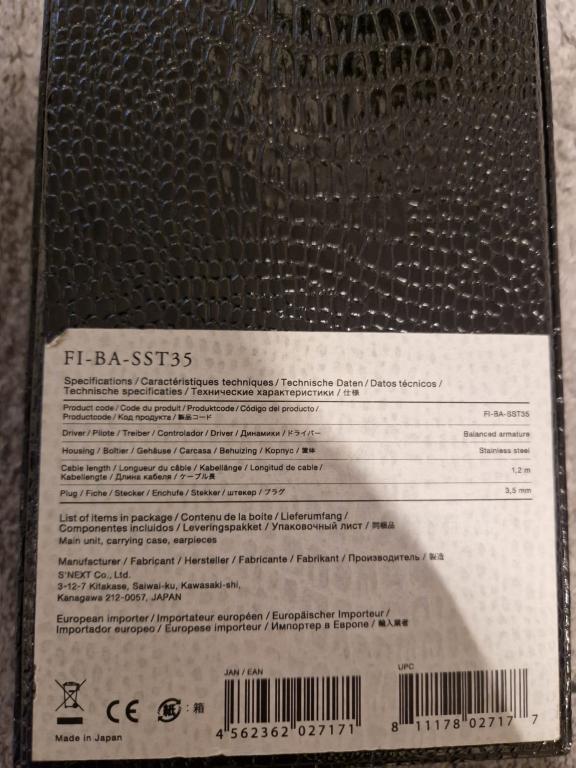 FI-BA-SST35
Specifications / Caractéristiques techniques / Technische Daten / Datos técnicos /
Technische specificaties / Технические характеристики / 仕様
Product code / Code du produit / Produktcode / Código del producto /
Productcode / Код продукта / 製品コード
FI-BA-SST35
Driver / Pilote / Treiber / Controlador / Driver / Динамики / ドライバー
Balanced armature
Housing / Boîtier / Gehäuse / Carcasa / Behuizing / Корпус / 筐体
Stainless steel
Cable length / Longueur du câble / Kabellänge / Longitud de cable /
Kabellengte / Длина кабеля / ケーブル長
1,2 m
Plug / Fiche / Stecker / Enchufe / Stekker / штекер / プラグ
3,5 mm
List of items in package / Contenu de la boite / Lieferumfang /
Componentes incluidos / Leveringspakket / Упаковочный лист / 同梱品
Main unit, carrying case, earpieces
Manufacturer / Fabricant / Hersteller / Fabricante / Fabrikant / Производитель / 製造
S'NEXT Co., Ltd.
3-12-7 Kitakase, Saiwai-ku, Kawasaki-shi,
Kanagawa 212-0057, JAPAN
European importer / Importateur européen / Europäischer Importeur /
Importador europeo / Europese importeur / Импортер в Европе / 輸入業者
JAN / EAN
4 562362 027171
UPC
8 11178 02717 7
CE
紙 : 箱
Made in Japan